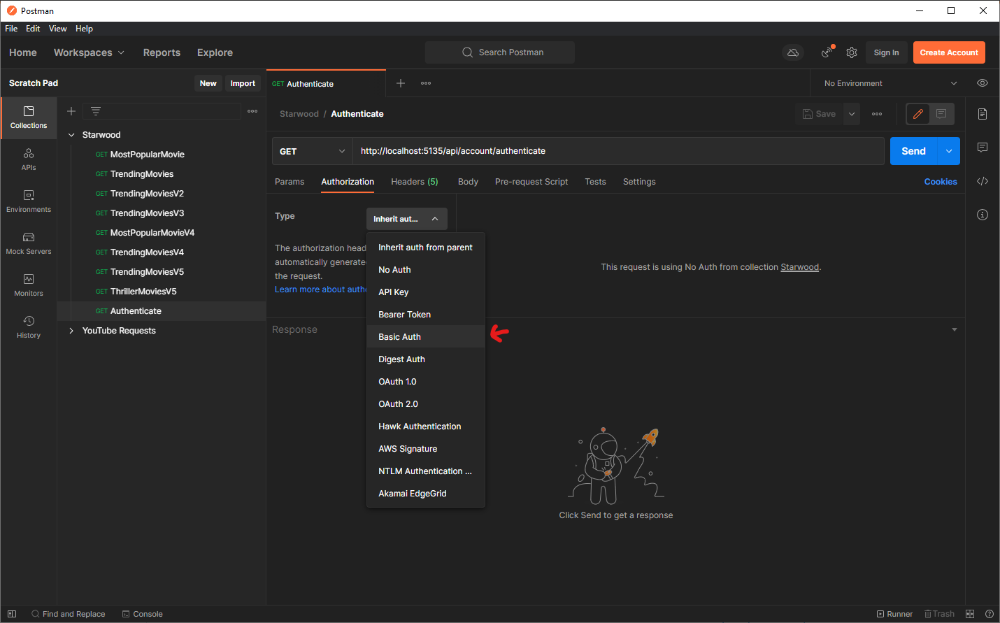 Postman
File Edit View Help
Home Workspaces Reports Explore Search Postman Sign In Create Account
Scratch Pad New Import
GET Authenticate
No Environment
Starwood / Authenticate
Save
GET http://localhost:5135/api/account/authenticate Send
Params Authorization Headers (5) Body Pre-request Script Tests Settings Cookies
Collections
APIs
Environments
Mock Servers
Monitors
History
Starwood
GET MostPopularMovie
GET TrendingMovies
GET TrendingMoviesV2
GET TrendingMoviesV3
GET MostPopularMovieV4
GET TrendingMoviesV4
GET TrendingMoviesV5
GET ThrillerMoviesV5
GET Authenticate
YouTube Requests
Type Inherit aut...
The authorization head
automatically generate
the request.
Learn more about autho
Inherit auth from parent
No Auth
API Key
Bearer Token
Basic Auth
Digest Auth
OAuth 1.0
OAuth 2.0
Hawk Authentication
AWS Signature
NTLM Authentication ...
Akamai EdgeGrid
This request is using No Auth from collection Starwood.
Response
Click Send to get a response
Find and Replace Console Runner Trash